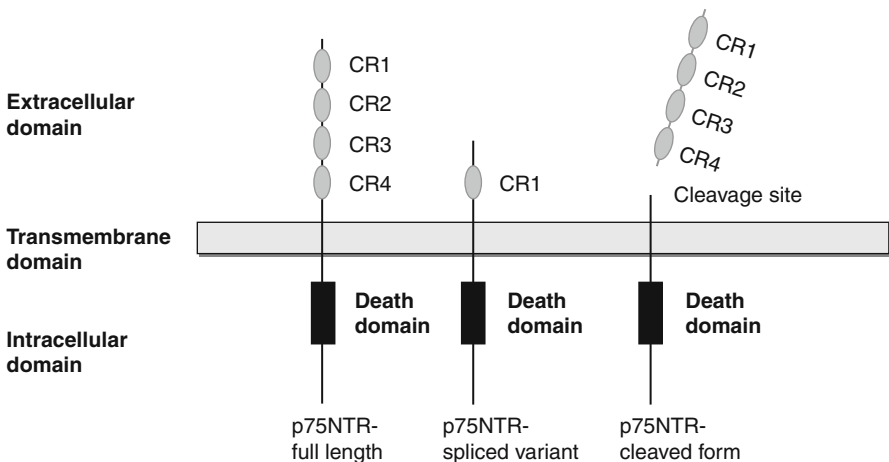 Extracellular
domain
Transmembrane
domain
Intracellular
domain
CR1
CR2
CR3
CR4
CR1
CR1
CR2
CR3
CR4
Cleavage site
Death
domain
Death
domain
Death
domain
p75NTR-
full length
p75NTR-
spliced variant
p75NTR-
cleaved form